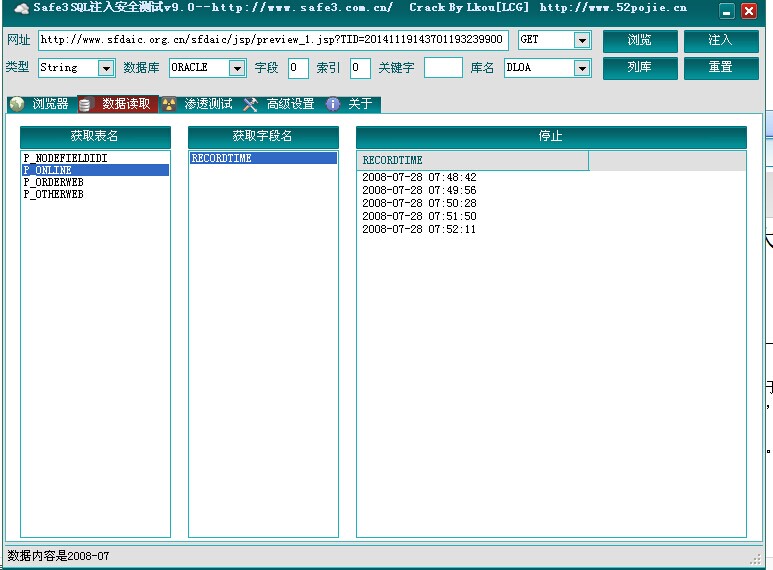 Safe3SQL注入安全测试v9.0--http://www.safe3.com.cn/ Crack By Lkou[LCG] http://www.52pojie.cn
网址 http://www.sfdaic.org.cn/sfdaic/jsp/preview_1.jsp?TID=20141119143701193239900 GET 浏览 注入
类型 String 数据库 ORACLE 字段 0 索引 0 关键字 库名 DLOA 列库 重置
浏览器 数据读取 渗透测试 高级设置 关于
获取表名 获取字段名 停止
P_NODEFIELDIDI
P_ONLINE
P_ORDERWEB
P_OTHERWEB
RECORDTIME
RECORDTIME
2008-07-28 07:48:42
2008-07-28 07:49:56
2008-07-28 07:50:28
2008-07-28 07:51:50
2008-07-28 07:52:11
数据内容是2008-07